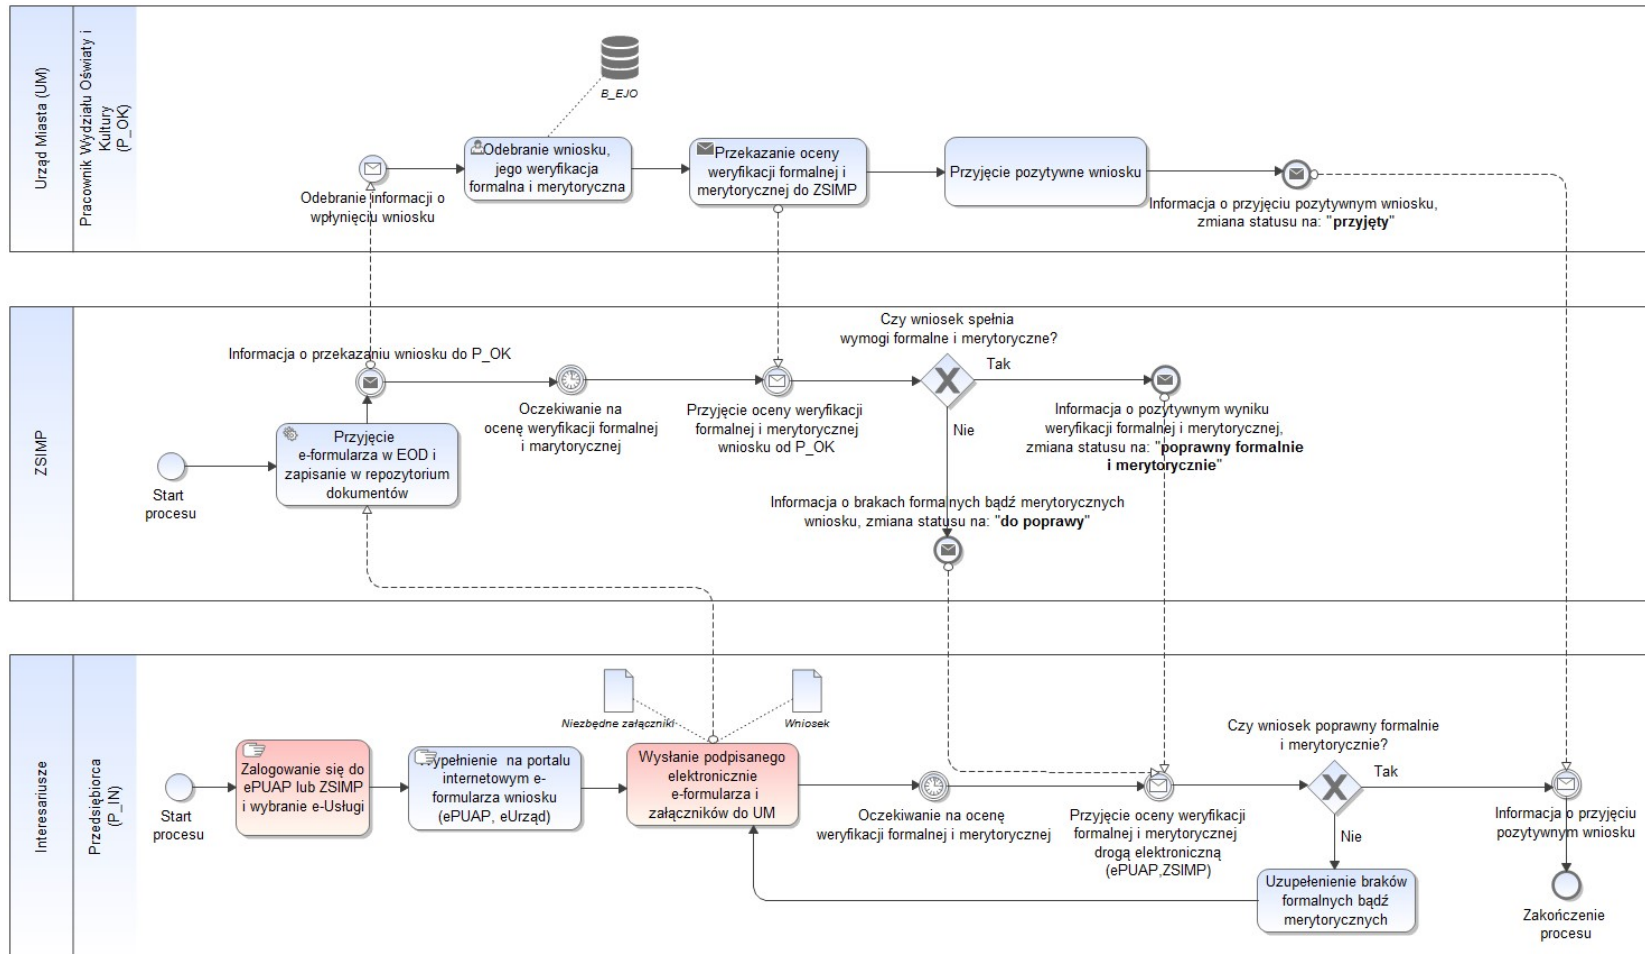 Urząd Miasta (UM)
Pracownik Wydziału Oświaty i
Kultury
(P_OK)
B_EJO
Odebranie informacji o
wpłynięciu wniosku
Odebranie wniosku,
jego weryfikacja
formalna i merytoryczna
Przekazanie oceny
weryfikacji formalnej i
merytorycznej do ZSIMP
Przyjęcie pozytywne wniosku
Informacja o przyjęciu pozytywnym wniosku,
zmiana statusu na: "przyjęty"
ZSIMP
Start
procesu
Przyjęcie
e-formularza w EOD i
zapisanie w repozytorium
dokumentów
Informacja o przekazaniu wniosku do P_OK
Oczekiwanie na
ocenę weryfikacji formalnej
i marytorycznej
Przyjęcie oceny weryfikacji
formalnej i merytorycznej
wniosku od P_OK
Czy wniosek spełnia
wymogi formalne i merytoryczne?
Tak
Nie
Informacja o pozytywnym wyniku
weryfikacji formalnej i merytorycznej,
zmiana statusu na: "poprawny formalnie
i merytorycznie"
Informacja o brakach formalnych bądź merytorycznych
wniosku, zmiana statusu na: "do poprawy"
Interesariusze
Przedsiębiorca
(P_IN)
Start
procesu
Zalogowanie się do
ePUAP lub ZSIMP
i wybranie e-Usługi
Wypełnienie na portalu
internetowym e-
formularza wniosku
(ePUAP, eUrząd)
Niezbędne załączniki
Wniosek
Wysłanie podpisanego
elektronicznie
e-formularza i
załączników do UM
Oczekiwanie na ocenę
weryfikacji formalnej i merytorycznej
Przyjęcie oceny weryfikacji
formalnej i merytorycznej
drogą elektroniczną
(ePUAP,ZSIMP)
Czy wniosek poprawny formalnie
i merytorycznie?
Tak
Nie
Uzupełenienie braków
formalnych bądź
merytorycznych
Informacja o przyjęciu
pozytywnym wniosku
Zakończenie
procesu